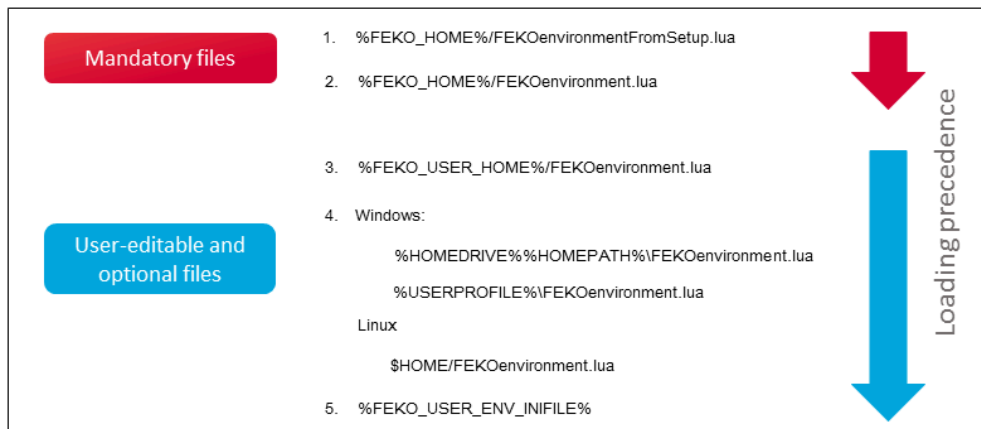 Mandatory files
1. %FEKO_HOME%/FEKOenvironmentFromSetup.lua
2. %FEKO_HOME%/FEKOenvironment.lua
3. %FEKO_USER_HOME%/FEKOenvironment.lua
User-editable and
optional files
4. Windows:
%HOMEDRIVE%%HOMEPATH%\FEKOenvironment.lua
%USERPROFILE%\FEKOenvironment.lua
Linux
$HOME/FEKOenvironment.lua
5. %FEKO_USER_ENV_INIFILE%
Loading precedence